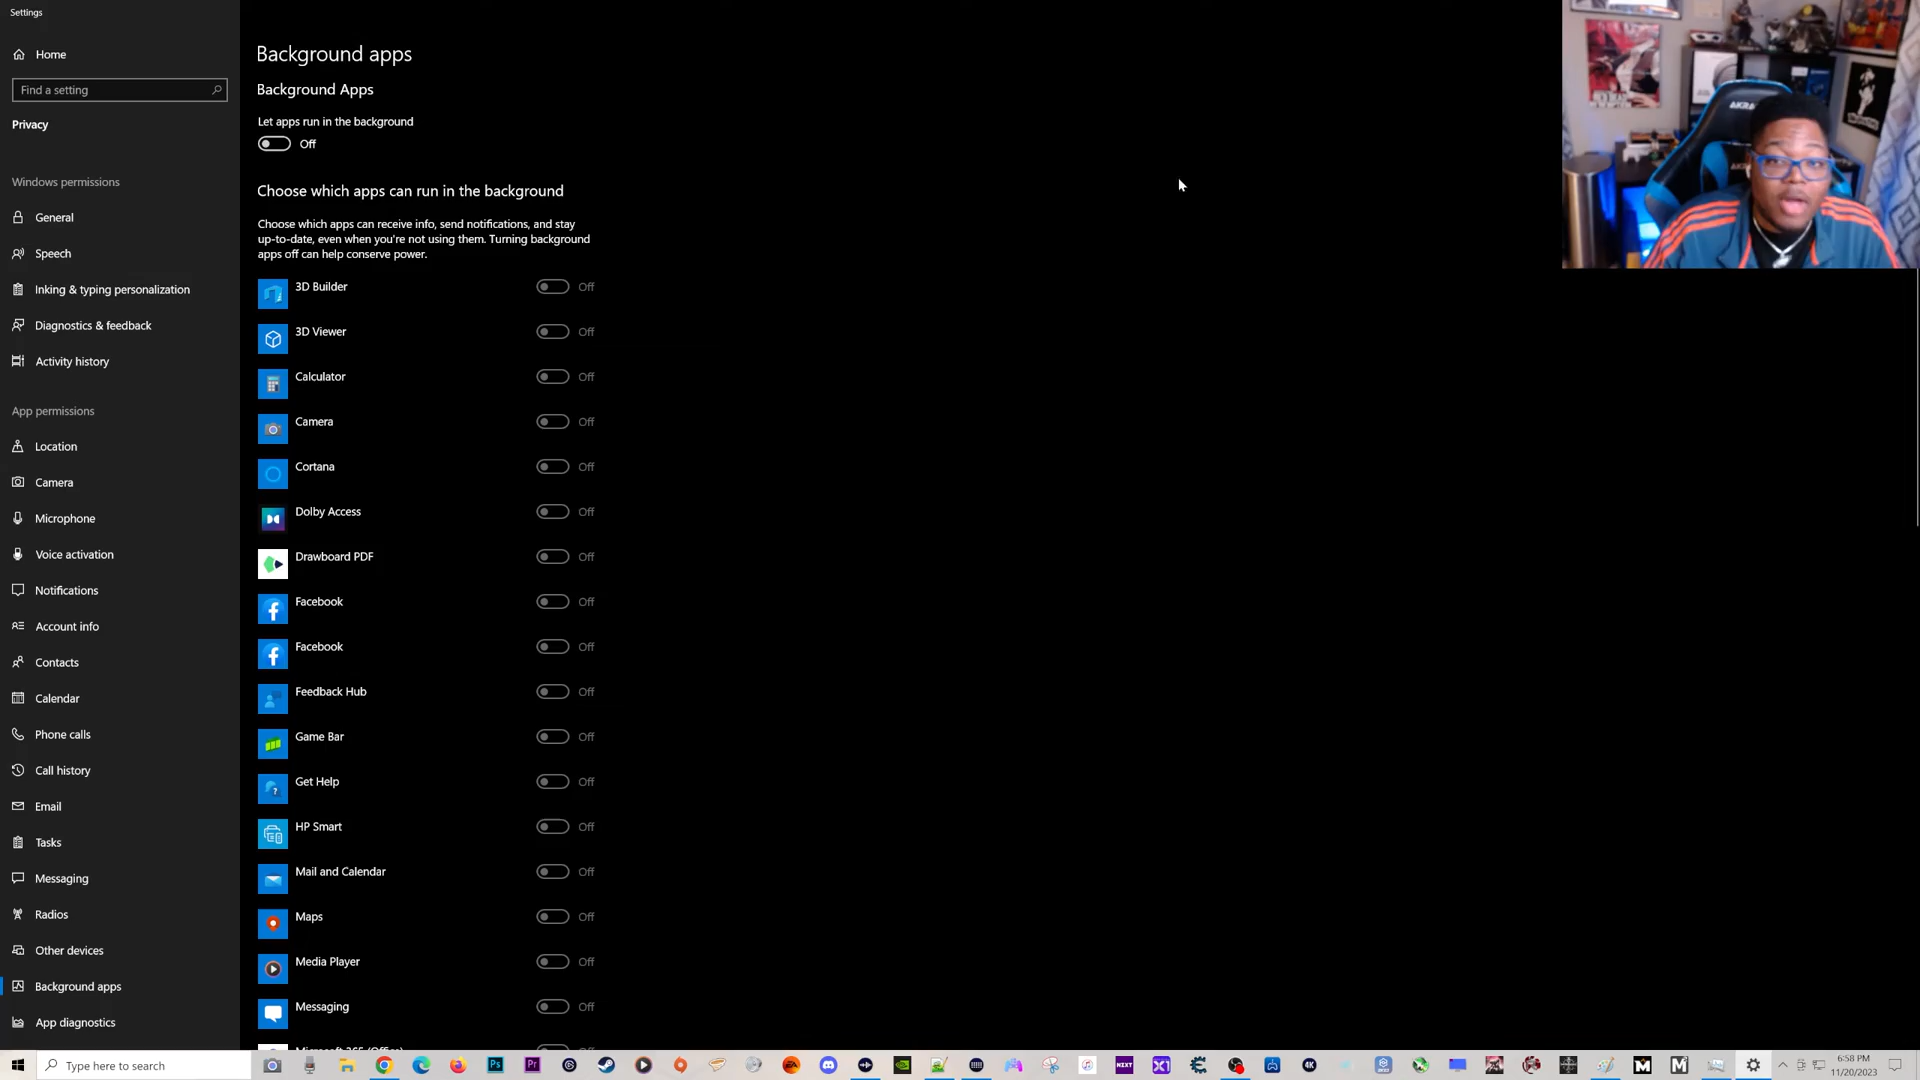 Settings
Home
Find a setting
Privacy
Windows permissions
General
Speech
Inking & typing personalization
Diagnostics & feedback
Activity history
App permissions
Location
Camera
Microphone
Voice activation
Notifications
Account info
Contacts
Calendar
Phone calls
Call history
Email
Tasks
Messaging
Radios
Other devices
Background apps
App diagnostics
Background apps
Background Apps
Let apps run in the background
Off
Choose which apps can run in the background
Choose which apps can receive info, send notifications, and stay
up-to-date, even when you're not using them. Turning background
apps off can help conserve power.
3D Builder Off
3D Viewer Off
Calculator Off
Camera Off
Cortana Off
Dolby Access Off
Drawboard PDF Off
Facebook Off
Facebook Off
Feedback Hub Off
Game Bar Off
Get Help Off
HP Smart Off
Mail and Calendar Off
Maps Off
Media Player Off
Messaging Off
Type here to search
Ps
Pr
EA
NEXT
X1
4K
M
M
6:58 PM
11/20/2023